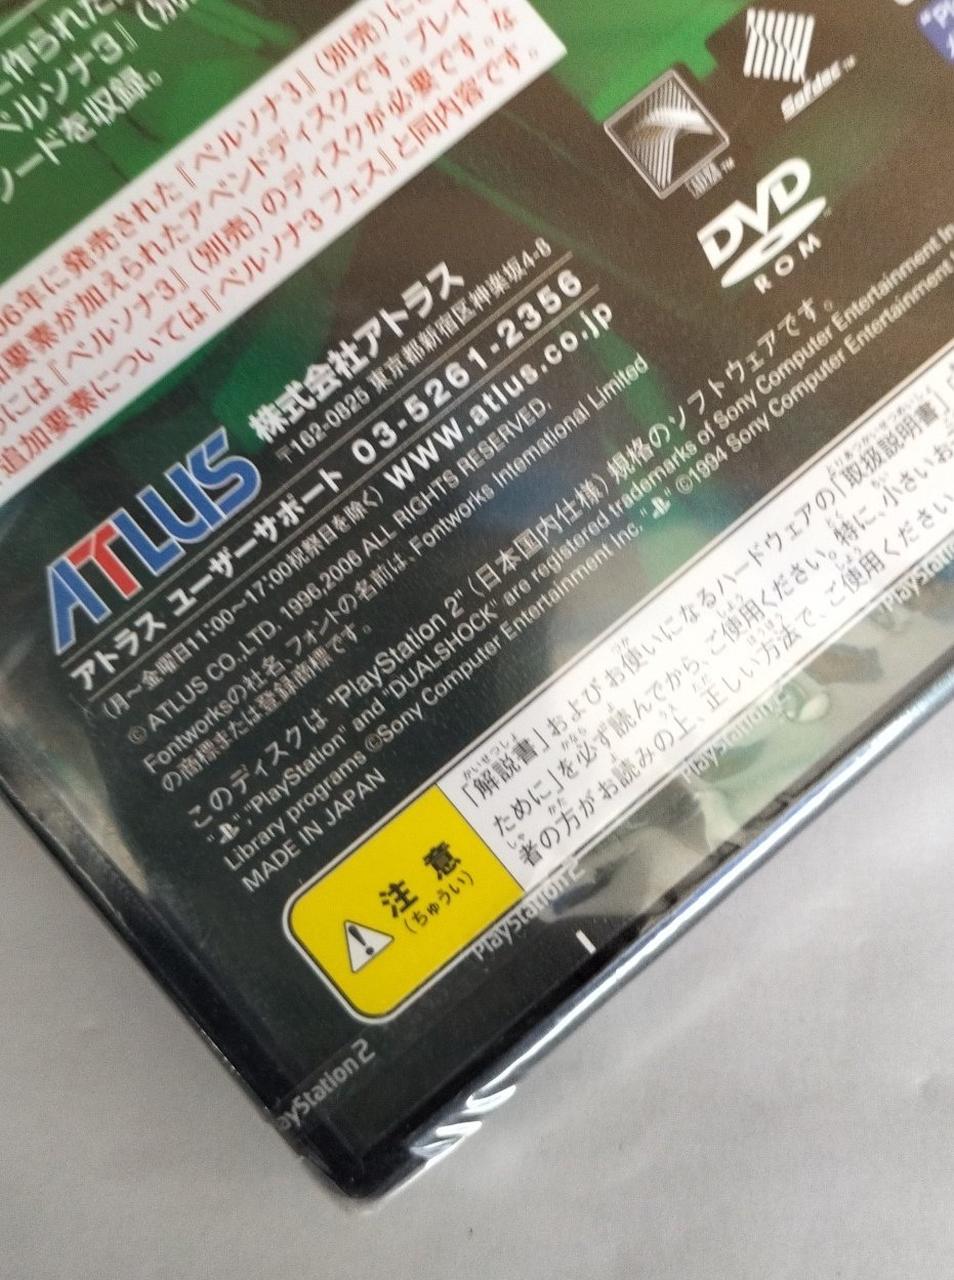 に作られた
ペルソナ3』(別
ードを収録。
06年に発売された『ペルソナ3』(別売)に
要素が加えられたアペンドディスクです。プレイ
には『ペルソナ3』(別売)のディスクが必要です。な
追加要素については『ペルソナ3 フェス』と同内容です。
Sofdec™
ADX™
DVD
ROM
ATLUS
株式会社アトラス
〒162-0825 東京都新宿区神楽坂4-8
アトラス ユーザーサポート 03-5261-2356
(月〜金曜日11:00〜17:00祝祭日を除く) www.atlus.co.jp
© ATLUS CO.,LTD. 1996,2006 ALL RIGHTS RESERVED.
Fontworksの社名、フォントの名前は、Fontworks International Limited
の商標または登録商標です。
このディスクは "PlayStation 2"(日本国内仕様)規格のソフトウェアです。
","PlayStation" and "DUALSHOCK" are registered trademarks of Sony Computer Entertainment In
Library programs ©Sony Computer Entertainment Inc. " " ©1994 Sony Computer Entertainment
MADE IN JAPAN
注意
(ちゅうい)
「解説書」およびお使いになるハードウェアの「取扱説明書」
ために」を必ず読んでから、ご使用ください。特に、小さいお
者の方がお読みの上、正しい方法で、ご使用ください
PlayStation 2
PlayStation 2
PlayStation
ayStation 2